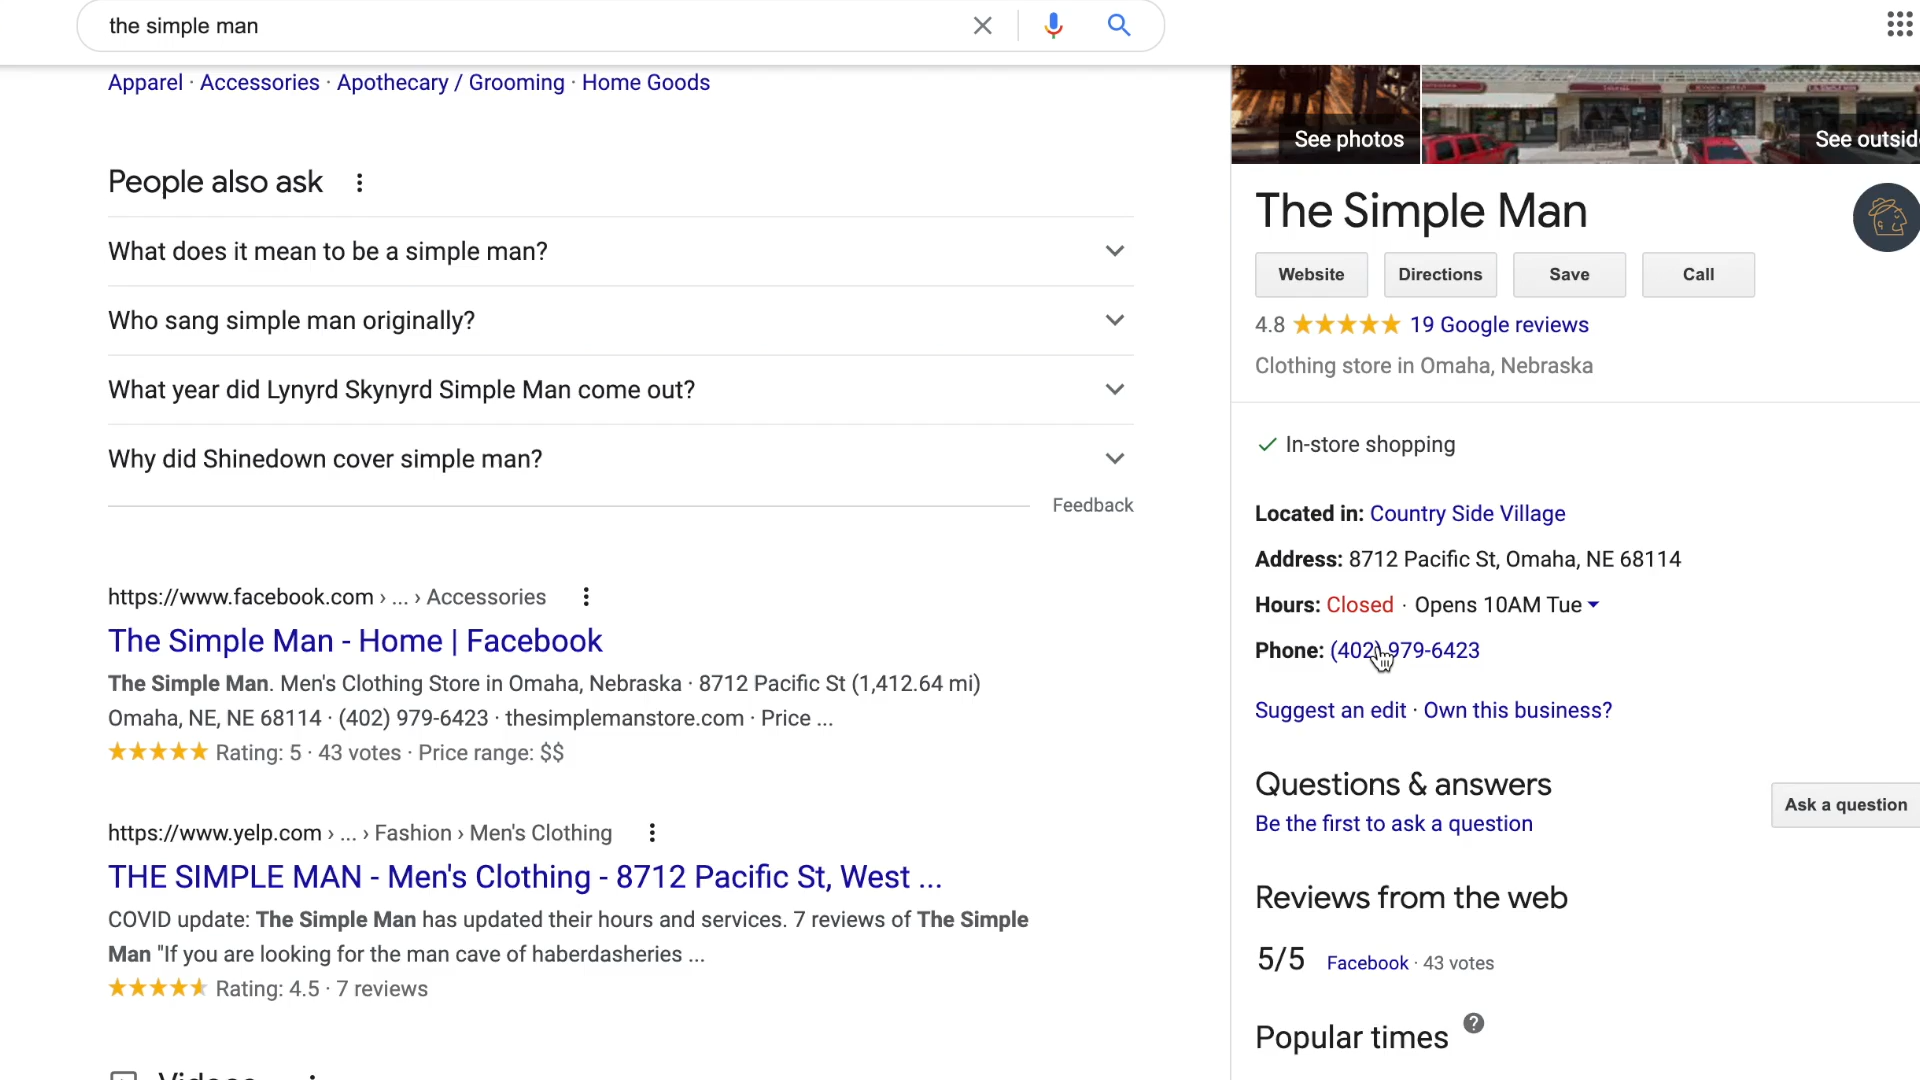 the simple man
Apparel · Accessories · Apothecary / Grooming · Home Goods
People also ask
What does it mean to be a simple man?
Who sang simple man originally?
What year did Lynyrd Skynyrd Simple Man come out?
Why did Shinedown cover simple man?
Feedback
https://www.facebook.com › ... › Accessories
The Simple Man - Home | Facebook
The Simple Man. Men's Clothing Store in Omaha, Nebraska · 8712 Pacific St (1,412.64 mi)
Omaha, NE, NE 68114 · (402) 979-6423 · thesimplemanstore.com · Price ...
Rating: 5 · 43 votes · Price range: $$
https://www.yelp.com › ... › Fashion › Men's Clothing
THE SIMPLE MAN - Men's Clothing - 8712 Pacific St, West ...
COVID update: The Simple Man has updated their hours and services. 7 reviews of The Simple
Man "If you are looking for the man cave of haberdasheries ...
Rating: 4.5 · 7 reviews
Videos
See photos
See outsid
The Simple Man
Website
Directions
Save
Call
4.8 19 Google reviews
Clothing store in Omaha, Nebraska
In-store shopping
Located in: Country Side Village
Address: 8712 Pacific St, Omaha, NE 68114
Hours: Closed · Opens 10AM Tue
Phone: (402) 979-6423
Suggest an edit · Own this business?
Questions & answers
Ask a question
Be the first to ask a question
Reviews from the web
5/5 Facebook · 43 votes
Popular times
?